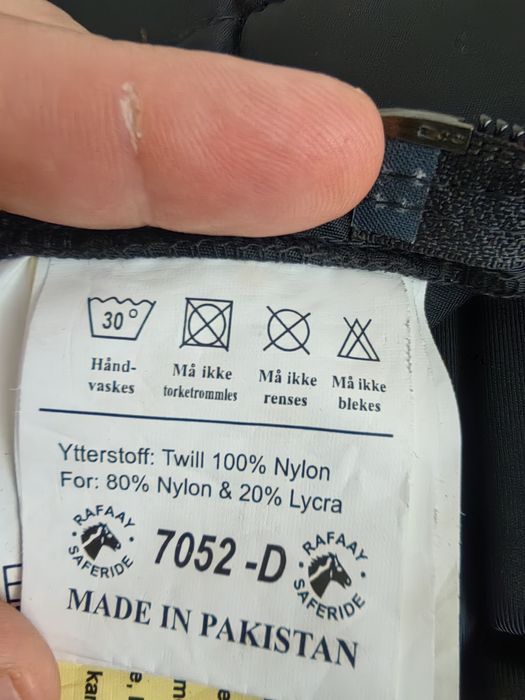 30°
Hånd-
vaskes
Må ikke
torketrommles
Må ikke
renses
Må ikke
blekes
Ytterstoff: Twill 100% Nylon
For: 80% Nylon & 20% Lycra
RAFAAY
SAFERIDE
7052 -D
RAFAAY
SAFERIDE
MADE IN PAKISTAN